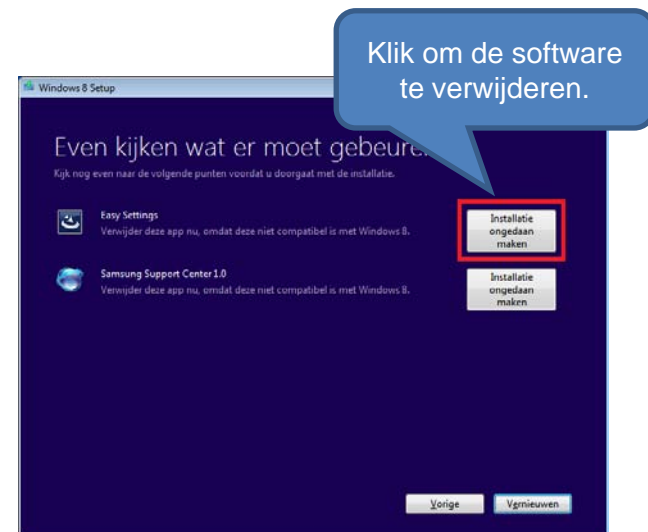 Klik om de software
te verwijderen.
Windows 8 Setup
Even kijken wat er moet gebeure
Kijk nog even naar de volgende punten voordat u doorgaat met de installatie.
Easy Settings
Verwijder deze app nu, omdat deze niet compatibel is met Windows 8.
Installatie
ongedaan
maken
Samsung Support Center 1.0
Verwijder deze app nu, omdat deze niet compatibel is met Windows 8.
Installatie
ongedaan
maken
Vorige
Vernieuwen